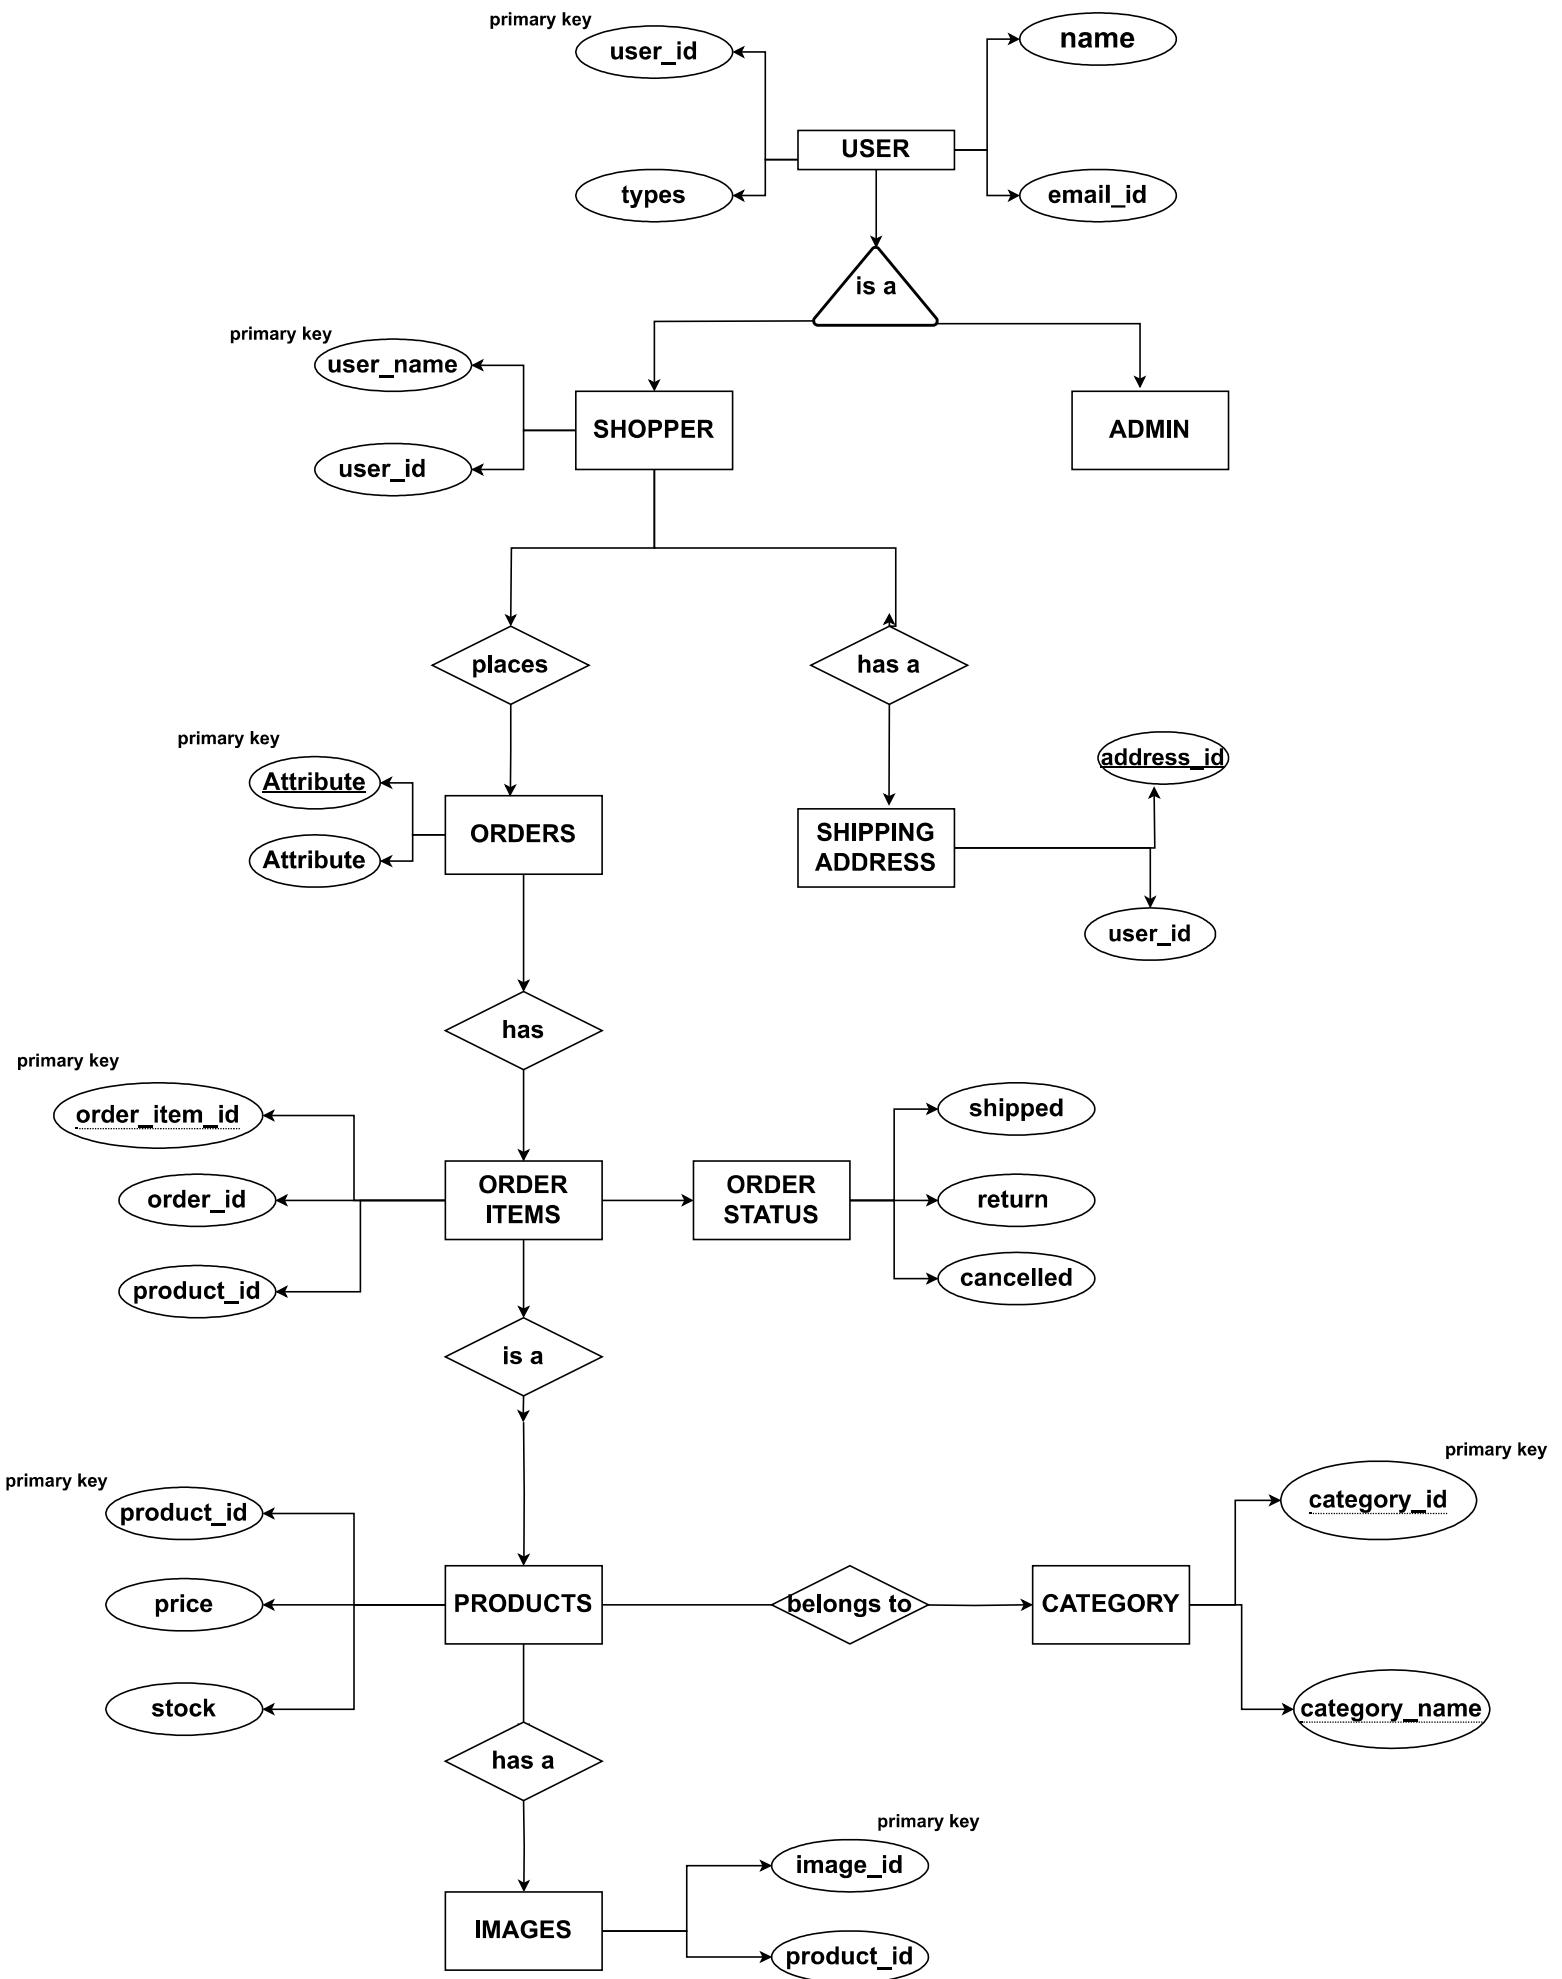 primary key
user_id
name
USER
types
email_id
is a
primary key
user_name
SHOPPER
ADMIN
user_id
places
has a
primary key
Attribute
address_id
ORDERS
SHIPPING
ADDRESS
Attribute
user_id
has
primary key
order_item_id
shipped
order_id
ORDER
ITEMS
ORDER
STATUS
return
product_id
cancelled
is a
primary key
primary key
product_id
category_id
price
PRODUCTS
belongs to
CATEGORY
stock
category_name
has a
primary key
image_id
IMAGES
product_id